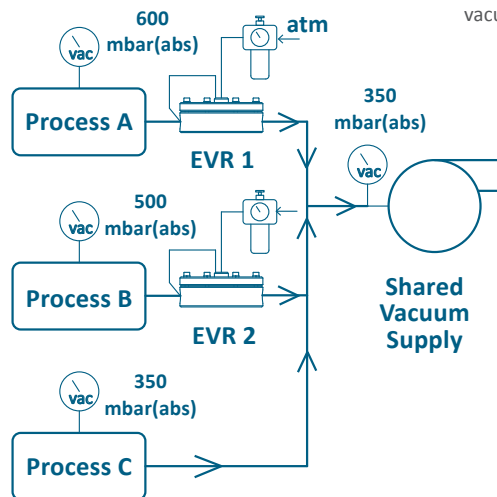 600
mbar(abs)
vac
atm
vacu
Process A
EVR 1
350
mbar(abs)
vac
500
mbar(abs)
vac
Process B
EVR 2
Shared
Vacuum
Supply
350
mbar(abs)
vac
Process C